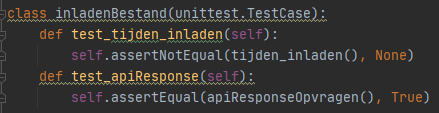 class inladenBestand(unittest.TestCase):
def test_tijden_inladen(self):
self.assertNotEqual(tijden_inladen(), None)
def test_apiResponse(self):
self.assertEqual(apiResponseOpvragen(), True)